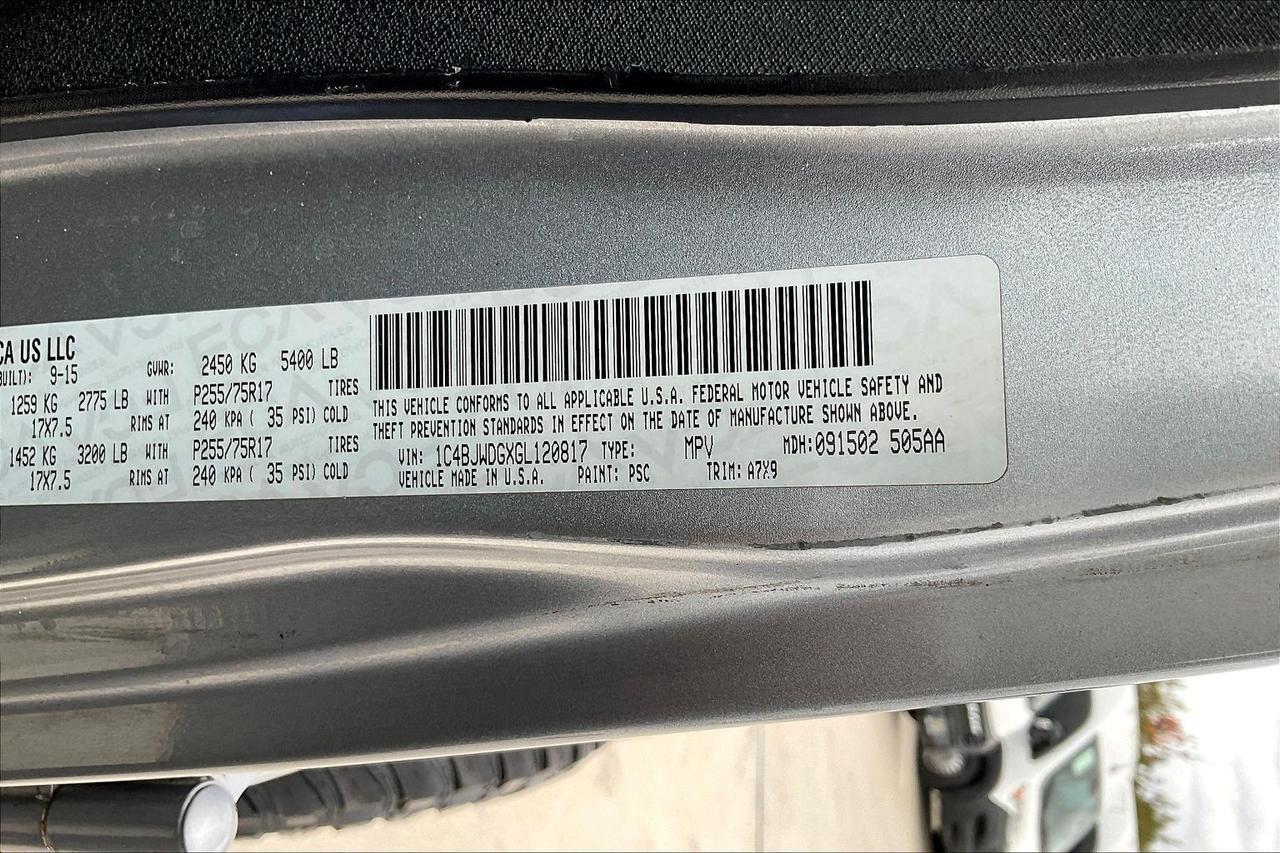 CA US LLC
BUILT): 9-15 GVWR: 2450 KG 5400 LB
1259 KG 2775 LB WITH P255/75R17 TIRES
17X7.5 RIMS AT 240 KPA ( 35 PSI) COLD
1452 KG 3200 LB WITH P255/75R17 TIRES
17X7.5 RIMS AT 240 KPA ( 35 PSI) COLD
THIS VEHICLE CONFORMS TO ALL APPLICABLE U.S.A. FEDERAL MOTOR VEHICLE SAFETY AND
THEFT PREVENTION STANDARDS IN EFFECT ON THE DATE OF MANUFACTURE SHOWN ABOVE.
VIN: 1C4BJWDGXGL120817 TYPE: MPV MDH:091502 505AA
VEHICLE MADE IN U.S.A. PAINT: PSC TRIM: A7X9